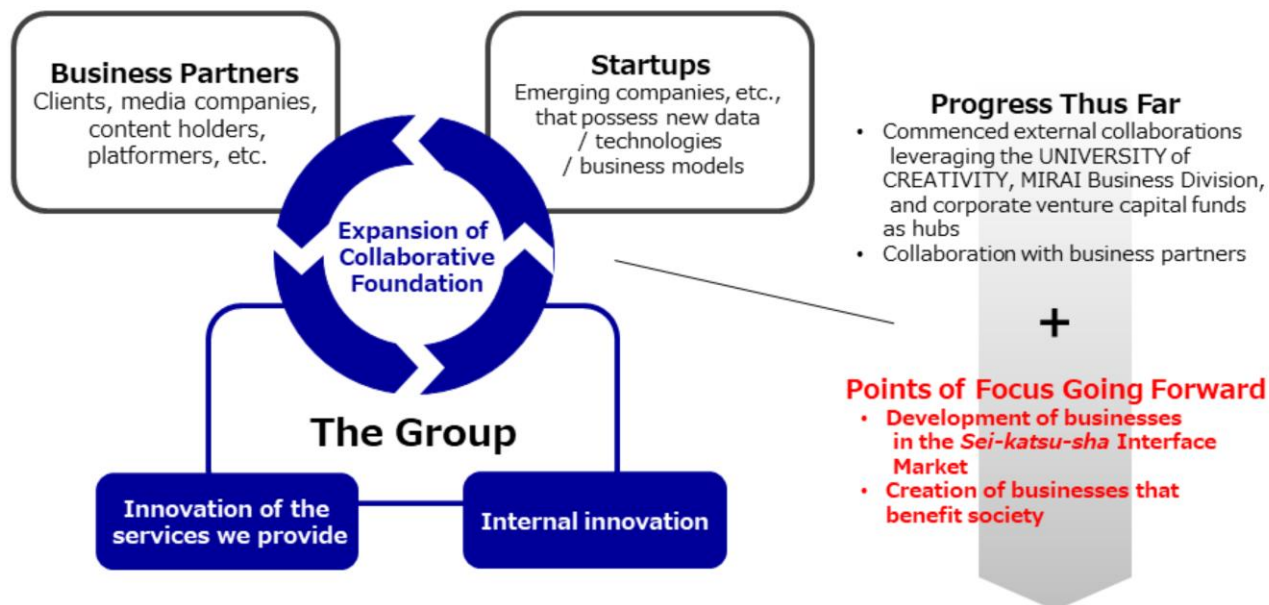 Business Partners
Clients, media companies,
content holders,
platformers, etc.
Startups
Emerging companies, etc.,
that possess new data
/ technologies
/ business models
Expansion of
Collaborative
Foundation
The Group
Innovation of the
services we provide
Internal innovation
Progress Thus Far
• Commenced external collaborations
leveraging the UNIVERSITY of
CREATIVITY, MIRAI Business Division,
and corporate venture capital funds
as hubs
• Collaboration with business partners
+
Points of Focus Going Forward
• Development of businesses
in the Sei-katsu-sha Interface
Market
• Creation of businesses that
benefit society